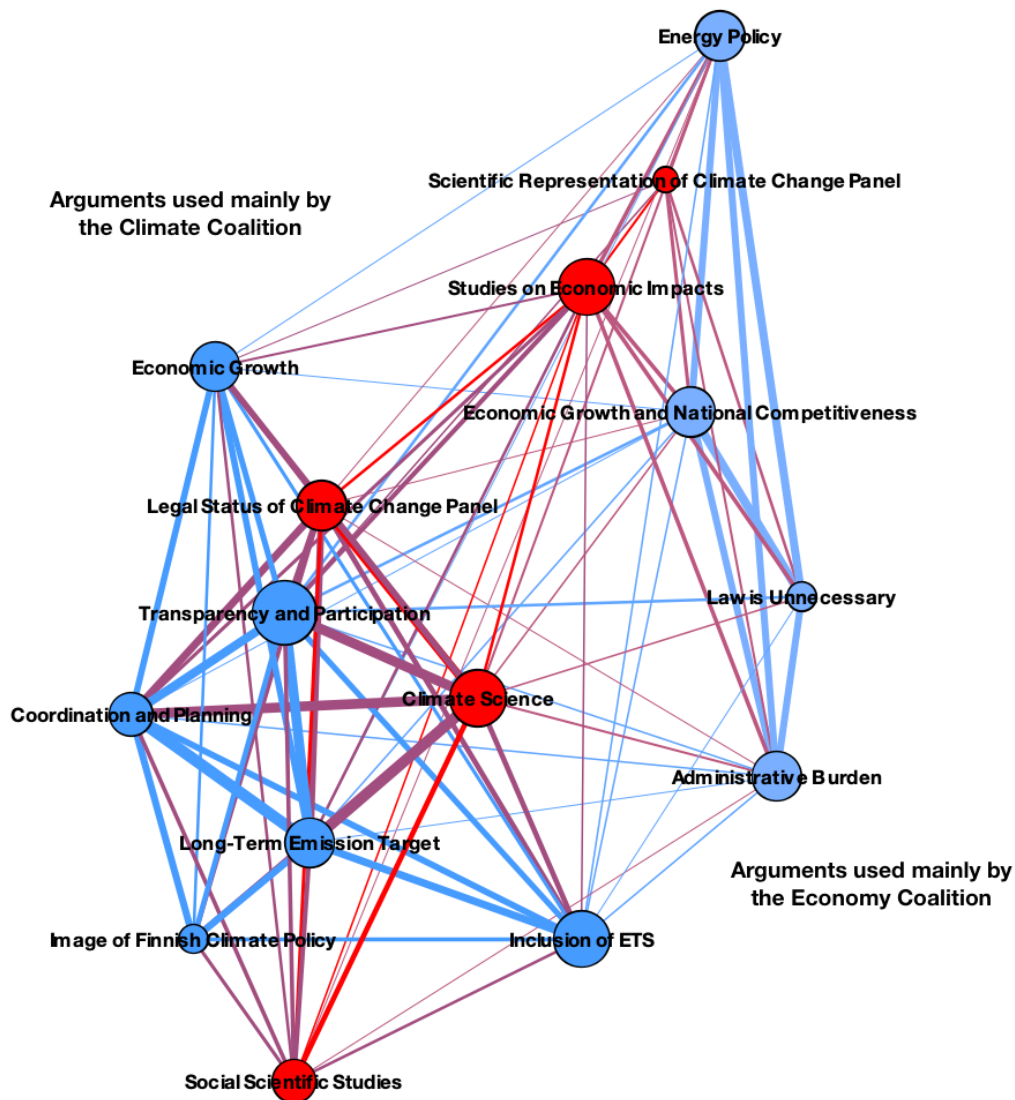 Energy Policy
Scientific Representation of Climate Change Panel
Arguments used mainly by
the Climate Coalition
Studies on Economic Impacts
Economic Growth
Economic Growth and National Competitiveness
Legal Status of Climate Change Panel
Law is Unnecessary
Transparency and Participation
Climate Science
Coordination and Planning
Administrative Burden
Long-Term Emission Target
Arguments used mainly by
the Economy Coalition
Image of Finnish Climate Policy
Inclusion of ETS
Social Scientific Studies